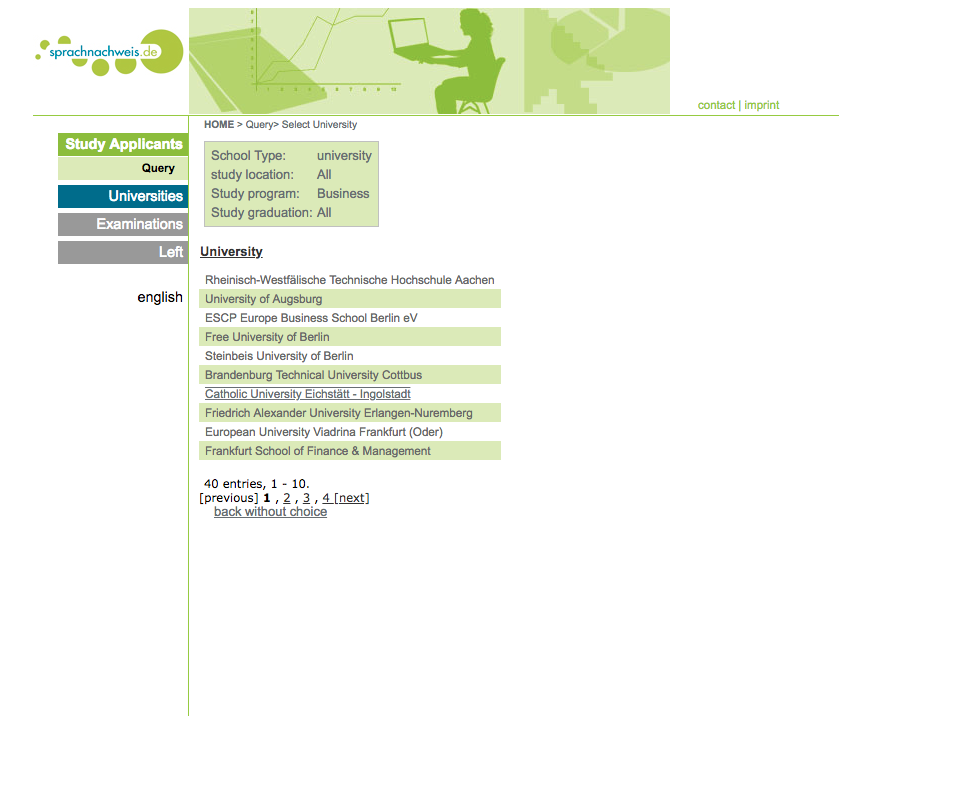 sprachnachweis.de
contact | imprint
HOME > Query> Select University
Study Applicants
Query
Universities
Examinations
Left
english
School Type: university
study location: All
Study program: Business
Study graduation: All
University
Rheinisch-Westfälische Technische Hochschule Aachen
University of Augsburg
ESCP Europe Business School Berlin eV
Free University of Berlin
Steinbeis University of Berlin
Brandenburg Technical University Cottbus
Catholic University Eichstätt - Ingolstadt
Friedrich Alexander University Erlangen-Nuremberg
European University Viadrina Frankfurt (Oder)
Frankfurt School of Finance & Management
40 entries, 1 - 10.
[previous] 1 , 2 , 3 , 4 [next]
back without choice